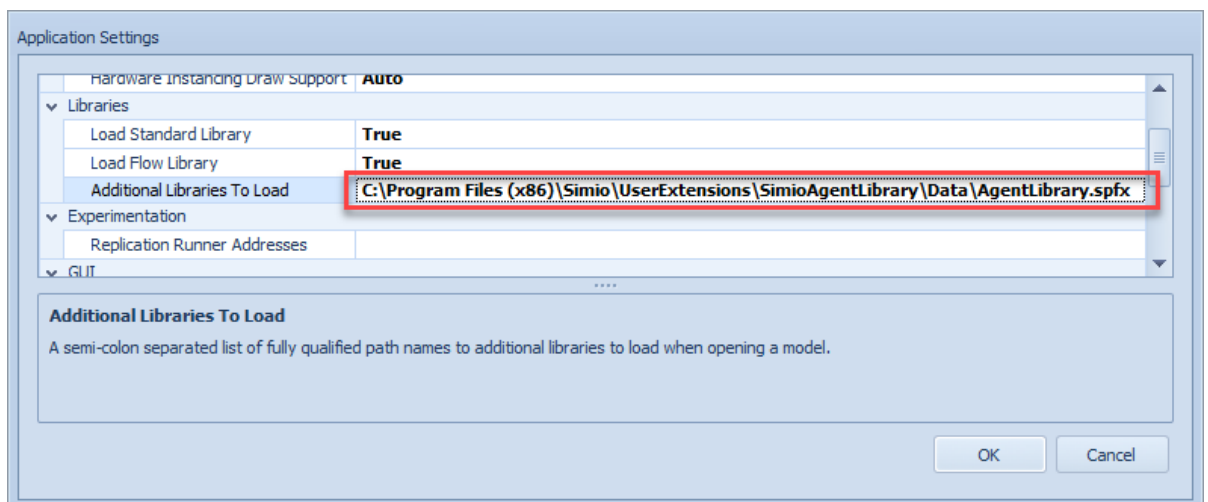 Application Settings
Hardware Instancing Draw Support Auto
Libraries
Load Standard Library True
Load Flow Library True
Additional Libraries To Load C:\Program Files (x86)\Simio\UserExtensions\SimioAgentLibrary\Data\AgentLibrary.spfx
Experimentation
Replication Runner Addresses
GUI
Additional Libraries To Load
A semi-colon separated list of fully qualified path names to additional libraries to load when opening a model.
OK Cancel